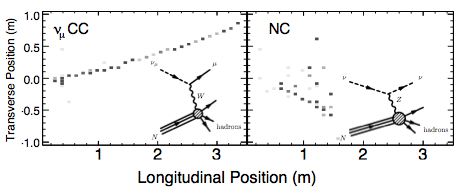 νμ CC
NC
Transverse Position (m)
1.0
0.5
0.0
-0.5
-1.0
νμ
μ
W
N
hadrons
ν
ν
Z
N
hadrons
1
2
3
1
2
3
Longitudinal Position (m)